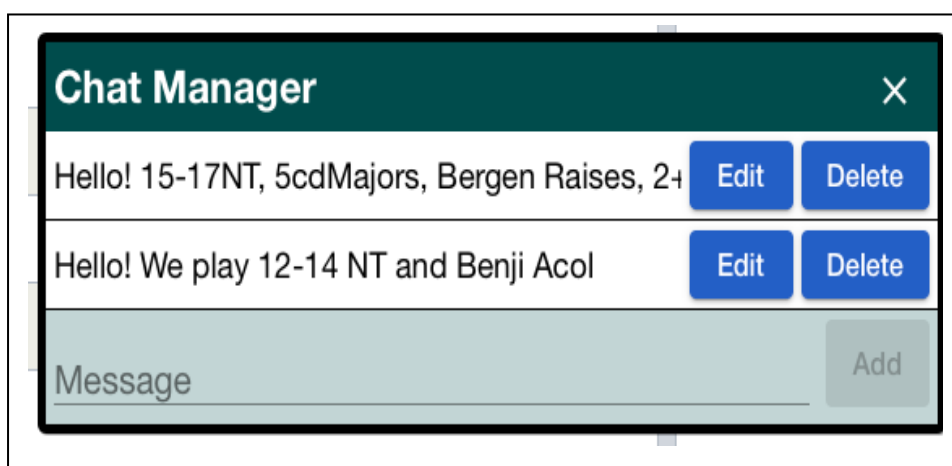 Chat Manager ×
Hello! 15-17NT, 5cdMajors, Bergen Raises, 2+ Edit Delete
Hello! We play 12-14 NT and Benji Acol Edit Delete
Message Add